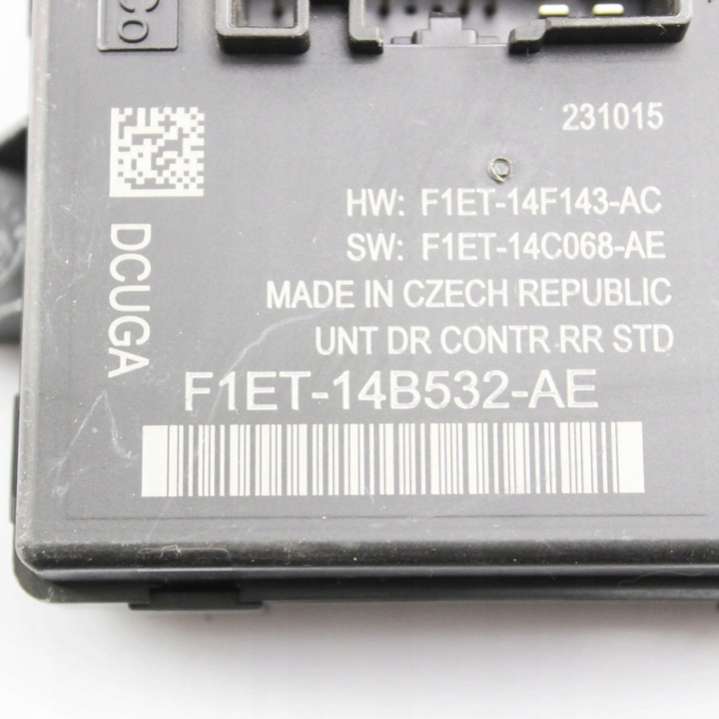 Co
231015
HW: F1ET-14F143-AC
SW: F1ET-14C068-AE
MADE IN CZECH REPUBLIC
UNT DR CONTR RR STD
DCUGA
F1ET-14B532-AE